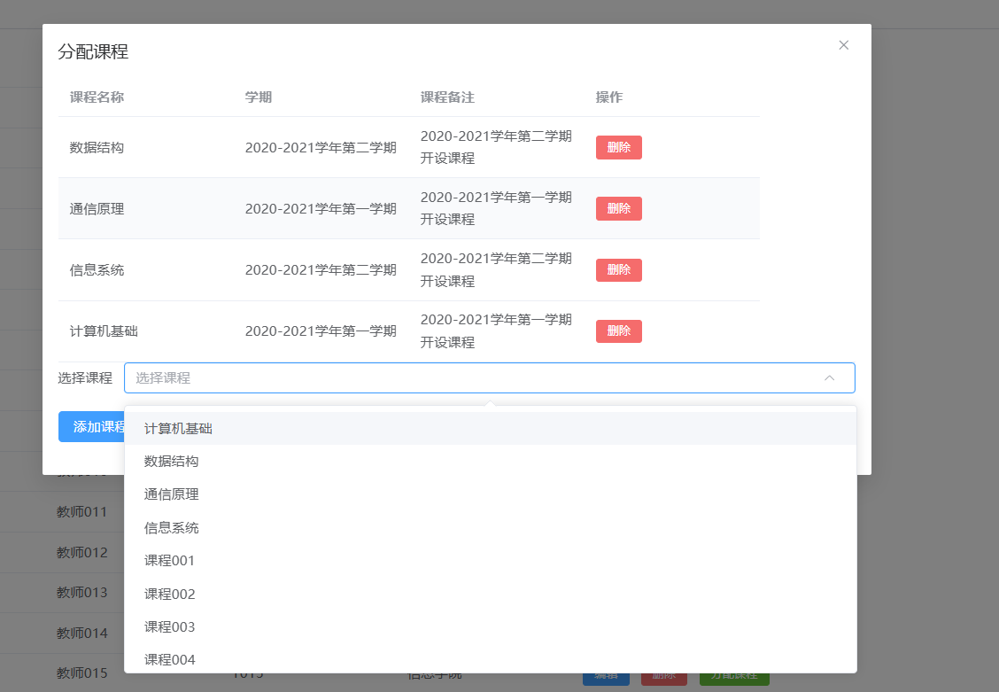 分配课程
课程名称 学期 课程备注 操作
数据结构 2020-2021学年第二学期 2020-2021学年第二学期 删除
开设课程
通信原理 2020-2021学年第一学期 2020-2021学年第一学期 删除
开设课程
信息系统 2020-2021学年第二学期 2020-2021学年第二学期 删除
开设课程
计算机基础 2020-2021学年第一学期 2020-2021学年第一学期 删除
开设课程
选择课程 选择课程
添加课程
计算机基础
数据结构
通信原理
信息系统
课程001
课程002
课程003
课程004
教师011
教师012
教师013
教师014
教师015 1015 信息学院 编辑 删除 分配课程